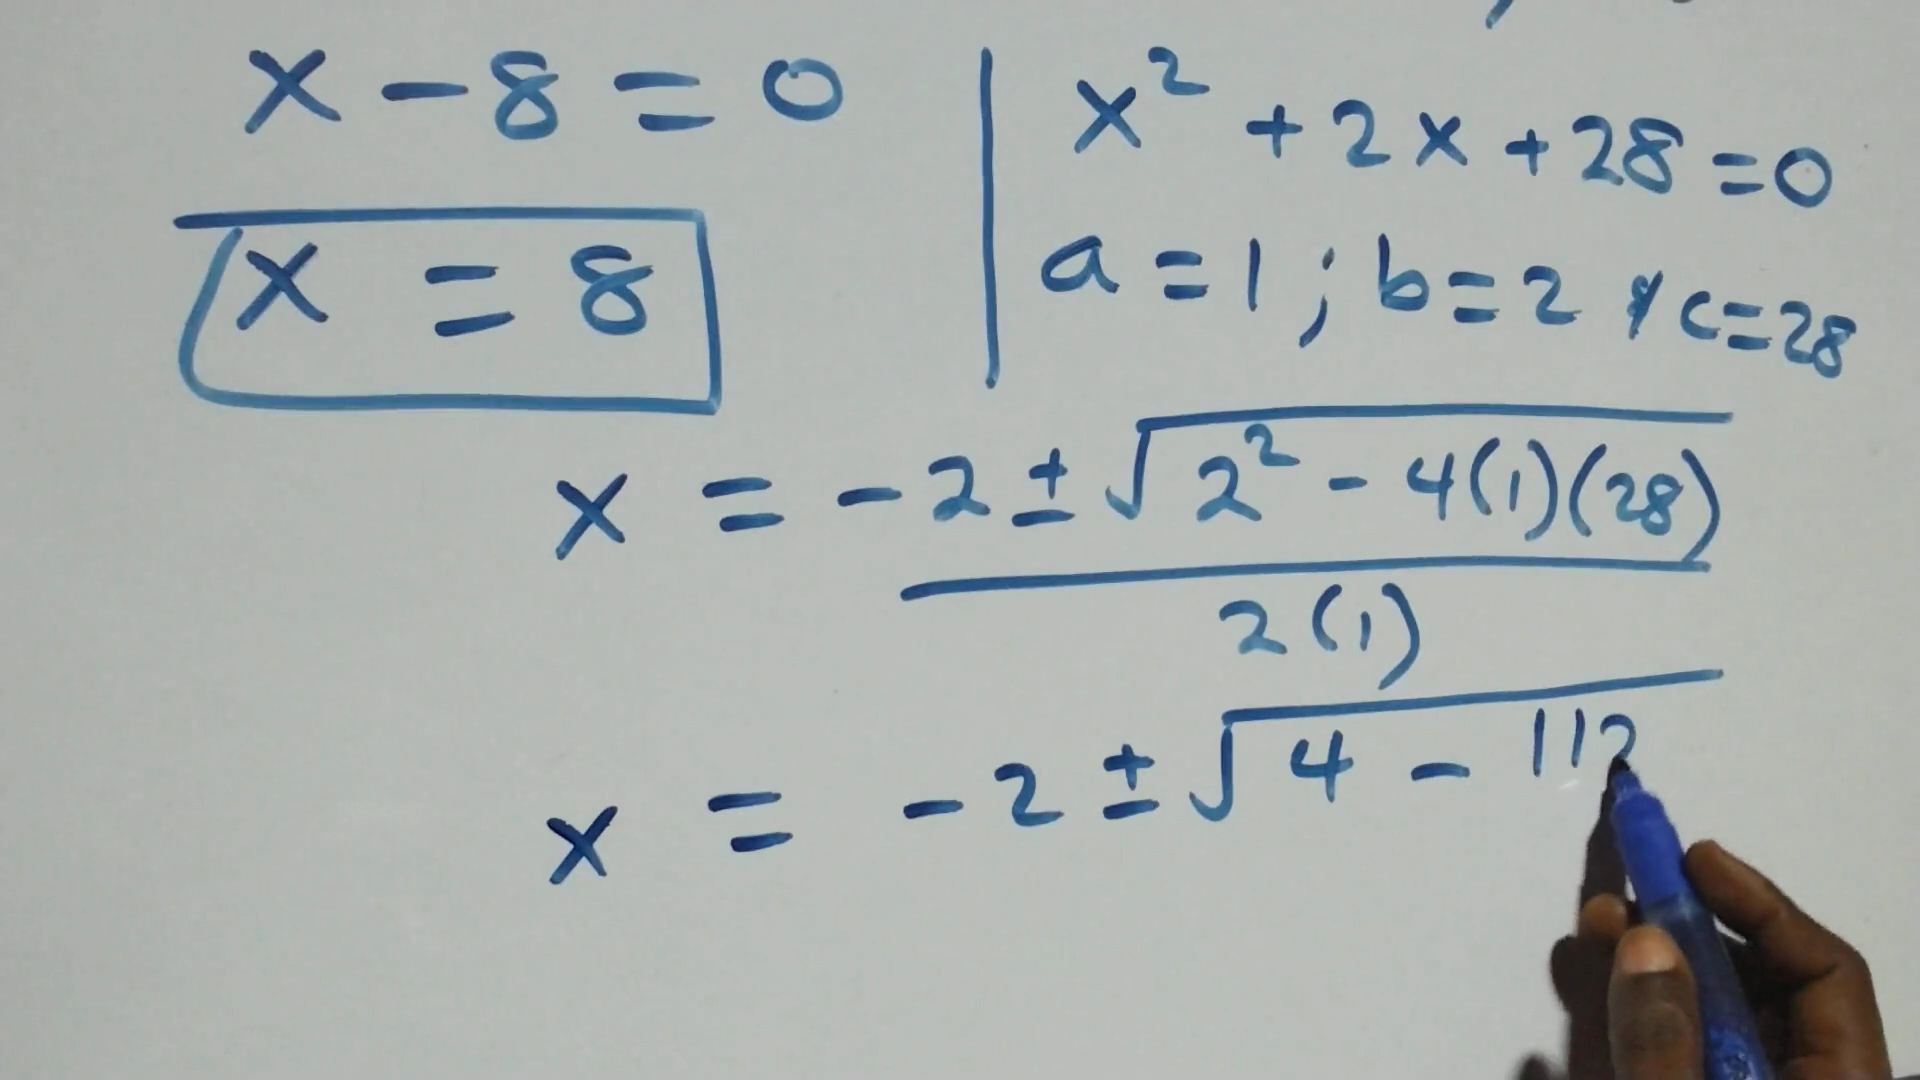 x - 8 = 0
x = 8
x² + 2x + 28 = 0
a = 1 ; b = 2 ; c = 28
x = -2 ± √(2² - 4(1)(28))
2(1)
x = -2 ± √(4 - 112